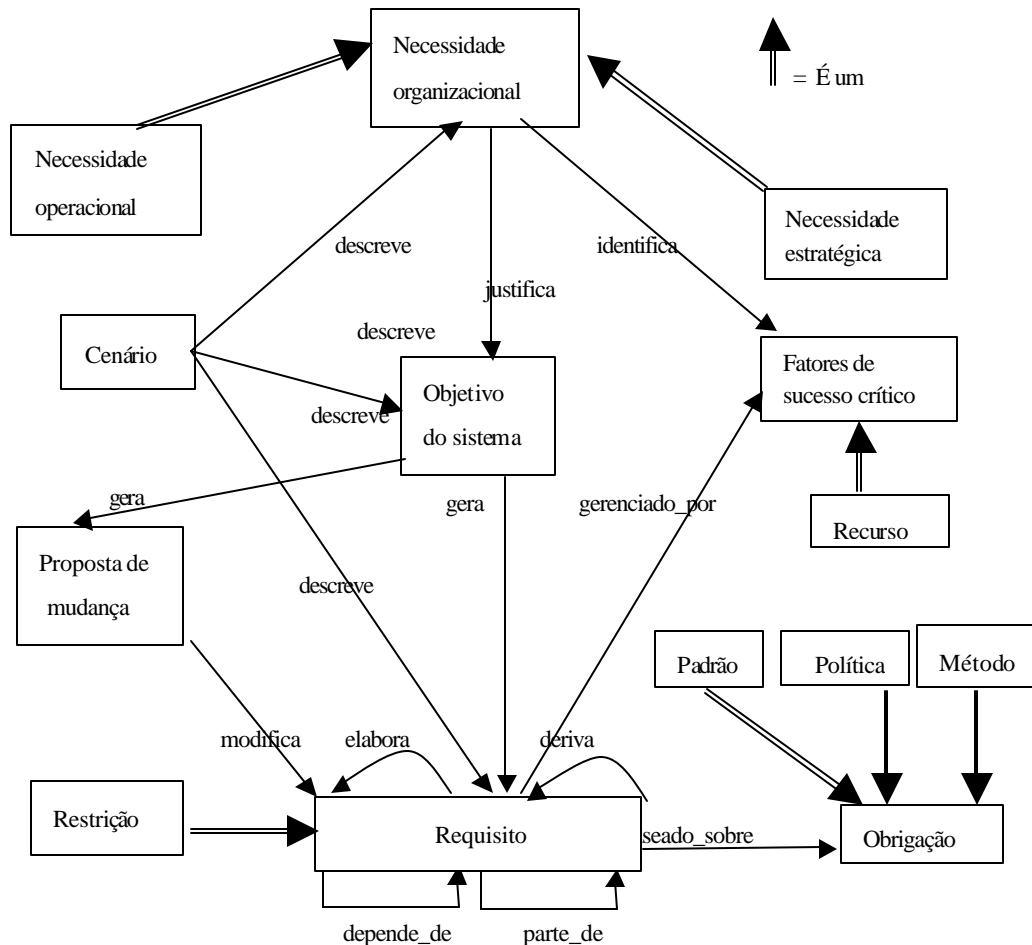 Necessidade
organizacional
= É um
Necessidade
operacional
Necessidade
estratégica
descreve
identifica
justifica
Cenário
descreve
Fatores de
sucesso crítico
Objetivo
do sistema
descreve
gera
gera
gerenciado_por
Recurso
Proposta de
mudança
descreve
Padrão
Política
Método
modifica
elabora
deriva
Restrição
Requisito
seado_sobre
Obrigação
depende_de
parte_de